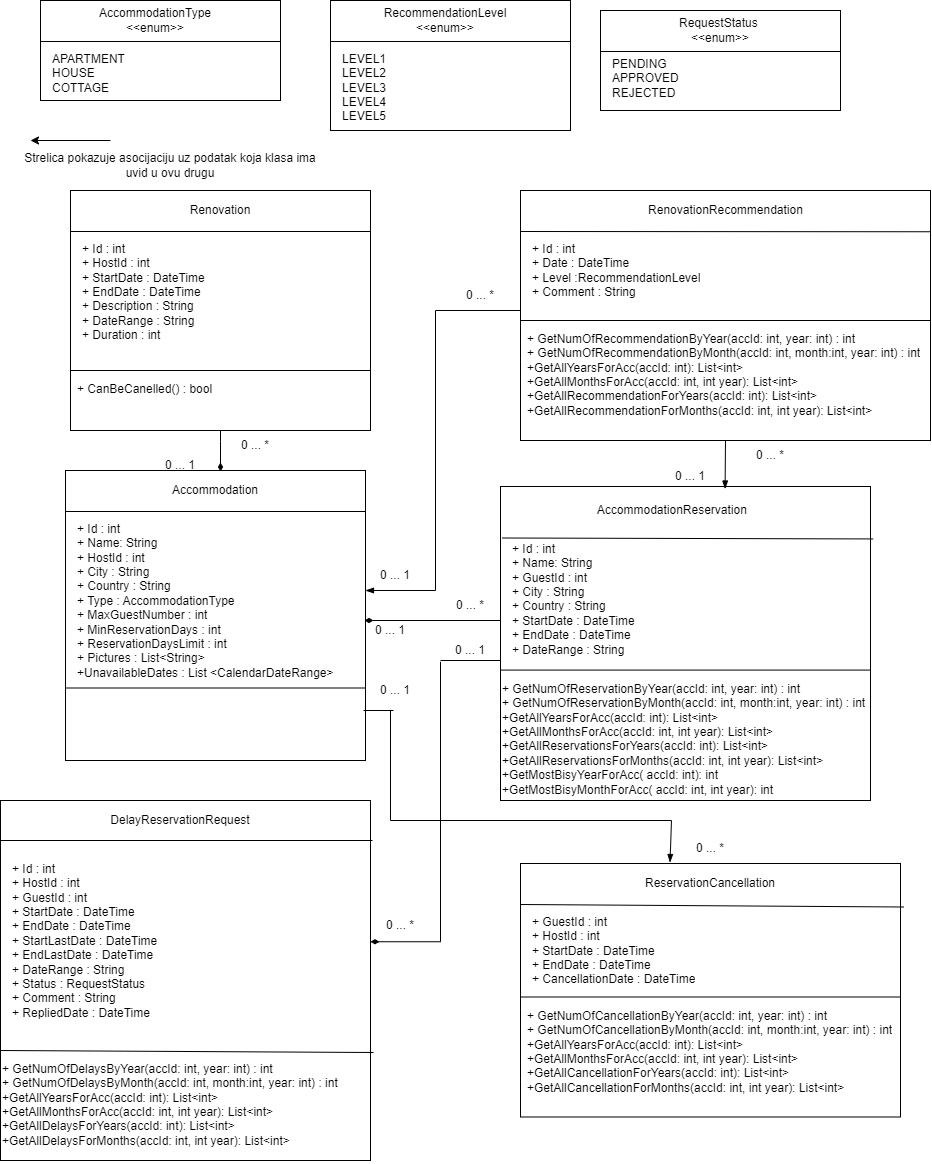 AccommodationType
<<enum>>
APARTMENT
HOUSE
COTTAGE
RecommendationLevel
<<enum>>
LEVEL1
LEVEL2
LEVEL3
LEVEL4
LEVEL5
RequestStatus
<<enum>>
PENDING
APPROVED
REJECTED
Strelica pokazuje asocijaciju uz podatak koja klasa ima
uvid u ovu drugu
Renovation
+ Id : int
+ HostId : int
+ StartDate : DateTime
+ EndDate : DateTime
+ Description : String
+ DateRange : String
+ Duration : int
+ CanBeCanelled() : bool
RenovationRecommendation
+ Id : int
+ Date : DateTime
+ Level :RecommendationLevel
+ Comment : String
+ GetNumOfRecommendationByYear(accId: int, year: int) : int
+ GetNumOfRecommendationByMonth(accId: int, month:int, year: int) : int
+GetAllYearsForAcc(accId: int): List<int>
+GetAllMonthsForAcc(accId: int, int year): List<int>
+GetAllRecommendationForYears(accId: int): List<int>
+GetAllRecommendationForMonths(accId: int, int year): List<int>
0 ... *
0 ... *
0 ... 1
0 ... *
0 ... 1
Accommodation
+ Id : int
+ Name: String
+ HostId : int
+ City : String
+ Country : String
+ Type : AccommodationType
+ MaxGuestNumber : int
+ MinReservationDays : int
+ ReservationDaysLimit : int
+ Pictures : List<String>
+UnavailableDates : List <CalendarDateRange>
0 ... 1
0 ... *
0 ... 1
0 ... 1
0 ... 1
AccommodationReservation
+ Id : int
+ Name: String
+ GuestId : int
+ City : String
+ Country : String
+ StartDate : DateTime
+ EndDate : DateTime
+ DateRange : String
+ GetNumOfReservationByYear(accId: int, year: int) : int
+ GetNumOfReservationByMonth(accId: int, month:int, year: int) : int
+GetAllYearsForAcc(accId: int): List<int>
+GetAllMonthsForAcc(accId: int, int year): List<int>
+GetAllReservationsForYears(accId: int): List<int>
+GetAllReservationsForMonths(accId: int, int year): List<int>
+GetMostBisyYearForAcc( accId: int): int
+GetMostBisyMonthForAcc( accId: int, int year): int
DelayReservationRequest
+ Id : int
+ HostId : int
+ GuestId : int
+ StartDate : DateTime
+ EndDate : DateTime
+ StartLastDate : DateTime
+ EndLastDate : DateTime
+ DateRange : String
+ Status : RequestStatus
+ Comment : String
+ RepliedDate : DateTime
+ GetNumOfDelaysByYear(accId: int, year: int) : int
+ GetNumOfDelaysByMonth(accId: int, month:int, year: int) : int
+GetAllYearsForAcc(accId: int): List<int>
+GetAllMonthsForAcc(accId: int, int year): List<int>
+GetAllDelaysForYears(accId: int): List<int>
+GetAllDelaysForMonths(accId: int, int year): List<int>
0 ... *
0 ... *
ReservationCancellation
+ GuestId : int
+ HostId : int
+ StartDate : DateTime
+ EndDate : DateTime
+ CancellationDate : DateTime
+ GetNumOfCancellationByYear(accId: int, year: int) : int
+ GetNumOfCancellationByMonth(accId: int, month:int, year: int) : int
+GetAllYearsForAcc(accId: int): List<int>
+GetAllMonthsForAcc(accId: int, int year): List<int>
+GetAllCancellationForYears(accId: int): List<int>
+GetAllCancellationForMonths(accId: int, int year): List<int>